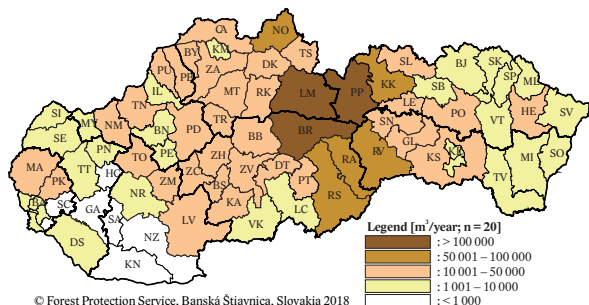 CA
NO
BY
KM
TS
PU
PB
ZA
DK
SL
BJ
SK
SP
ML
IL
MT
RK
LM
PP
KK
LE
SB
HE
SV
SI
MY
NM
TN
BN
PD
TR
BR
SN
PO
VT
SE
PN
TO
PE
BB
RA
RV
GL
KS
KE
MI
SO
MA
PK
TT
HC
ZM
ZC
ZH
ZV
DT
PT
TV
BA
SC
GA
NR
BS
KA
RS
SA
LV
VK
LC
DS
NZ
KN
Legend [m³/year; n = 20]
: > 100 000
: 50 001 – 100 000
: 10 001 – 50 000
: 1 001 – 10 000
: < 1 000
© Forest Protection Service, Banská Štiavnica, Slovakia 2018